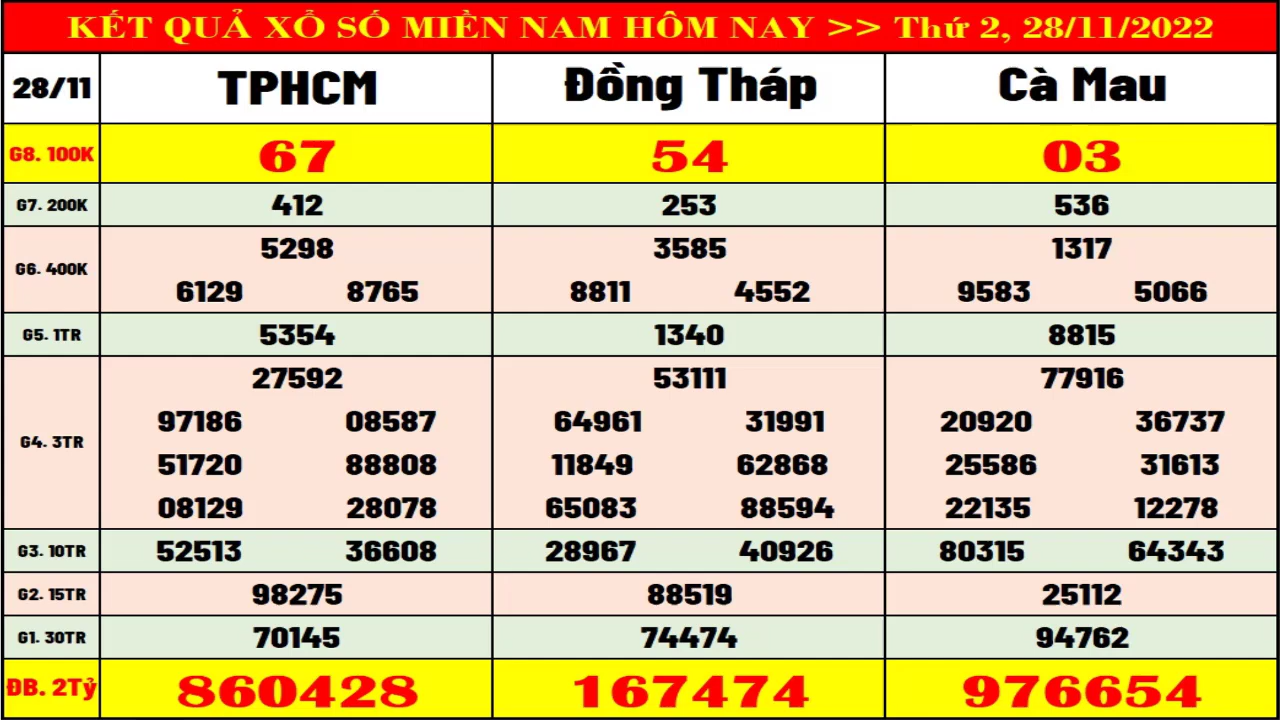 KẾT QUẢ XỔ SỐ MIỀN NAM HÔM NAY >> Thứ 2, 28/11/2022
28/11 TPHCM Đồng Tháp Cà Mau
G8. 100K 67 54 03
G7. 200K 412 253 536
5298 3585 1317
G6. 400K
6129 8765 8811 4552 9583 5066
G5. 1TR 5354 1340 8815
27592 53111 77916
97186 08587 64961 31991 20920 36737
G4. 3TR
51720 88808 11849 62868 25586 31613
08129 28078 65083 88594 22135 12278
G3. 10TR 52513 36608 28967 40926 80315 64343
G2. 15TR 98275 88519 25112
G1. 30TR 70145 74474 94762
ĐB. 2Tỷ 860428 167474 976654